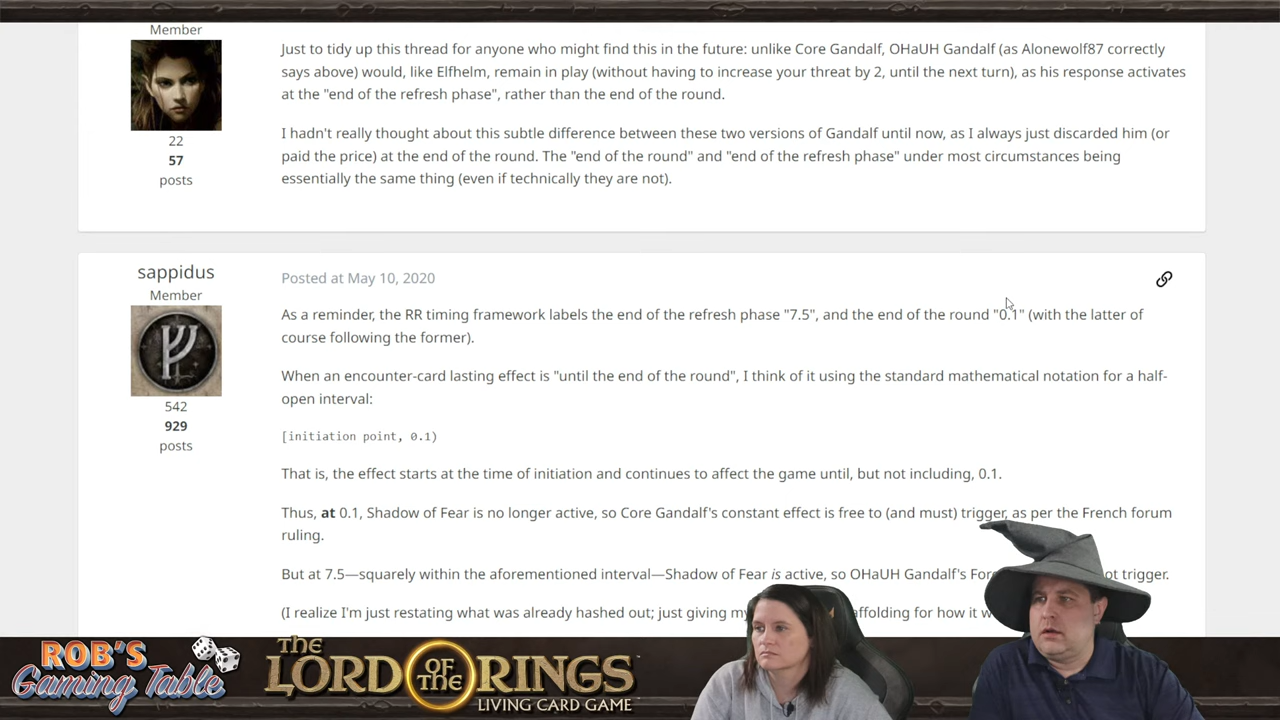 Member
22
57
posts
Just to tidy up this thread for anyone who might find this in the future: unlike Core Gandalf, OHaUH Gandalf (as Alonewolf87 correctly
says above) would, like Elfhelm, remain in play (without having to increase your threat by 2, until the next turn), as his response activates
at the "end of the refresh phase", rather than the end of the round.
I hadn't really thought about this subtle difference between these two versions of Gandalf until now, as I always just discarded him (or
paid the price) at the end of the round. The "end of the round" and "end of the refresh phase" under most circumstances being
essentially the same thing (even if technically they are not).
sappidus
Member
542
929
posts
Posted at May 10, 2020
As a reminder, the RR timing framework labels the end of the refresh phase "7.5", and the end of the round "0.1" (with the latter of
course following the former).
When an encounter-card lasting effect is "until the end of the round", I think of it using the standard mathematical notation for a half-
open interval:
[initiation point, 0.1)
That is, the effect starts at the time of initiation and continues to affect the game until, but not including, 0.1.
Thus, at 0.1, Shadow of Fear is no longer active, so Core Gandalf's constant effect is free to (and must) trigger, as per the French forum
ruling.
But at 7.5—squarely within the aforementioned interval—Shadow of Fear is active, so OHaUH Gandalf's trigger.
(I realize I'm just restating what was already hashed out; just giving for how it
ROB'S
Gaming Table
THE
LORD OF THE RINGS
LIVING CARD GAME